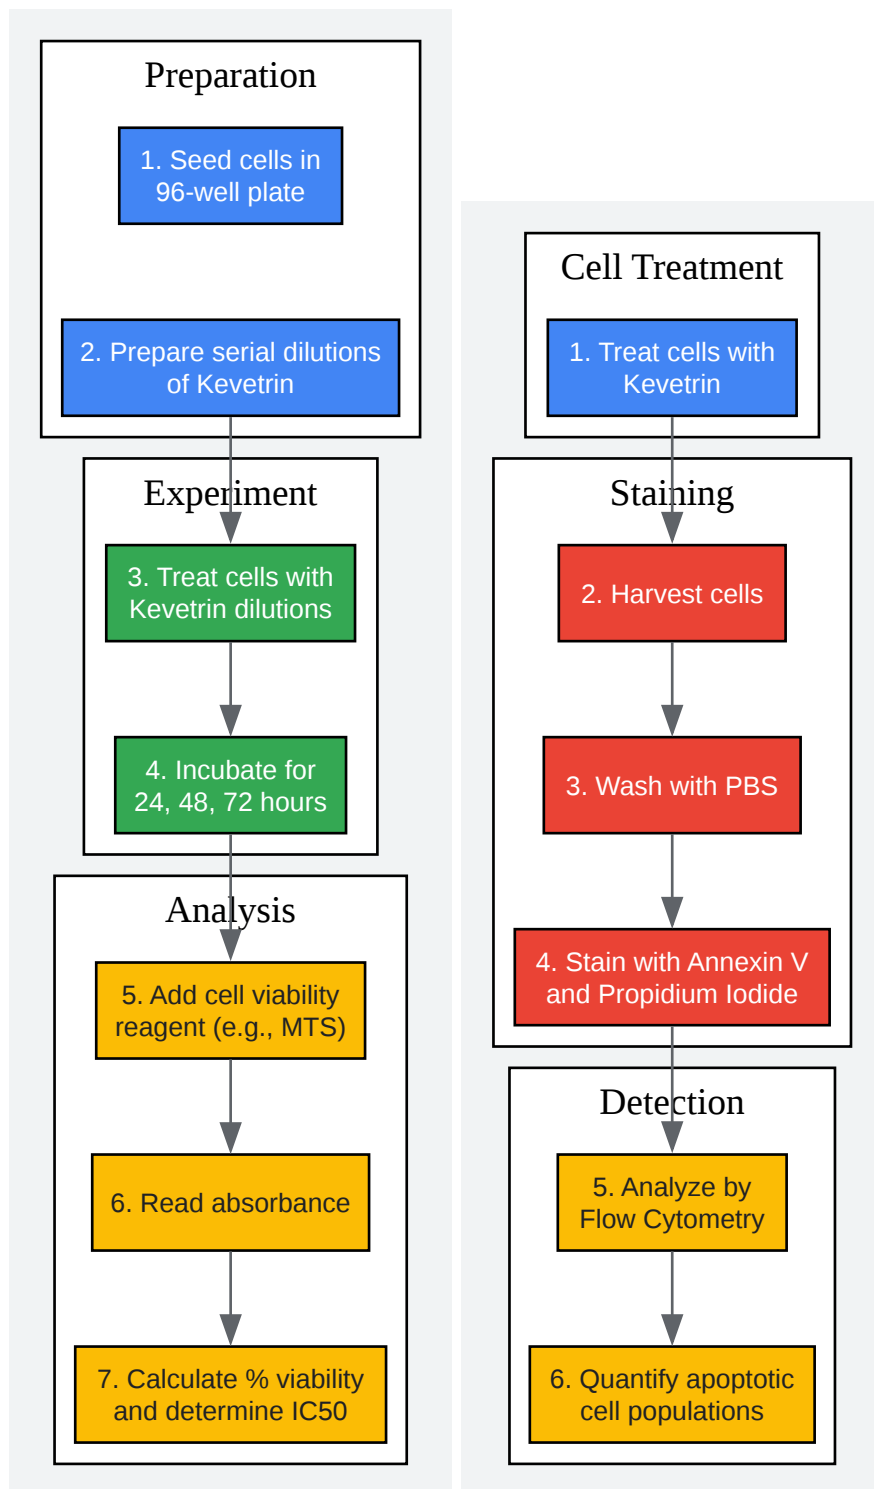 Preparation
1. Seed cells in
96-well plate
2. Prepare serial dilutions
of Kevetrin
Experiment
3. Treat cells with
Kevetrin dilutions
4. Incubate for
24, 48, 72 hours
Analysis
5. Add cell viability
reagent (e.g., MTS)
6. Read absorbance
7. Calculate % viability
and determine IC50
Cell Treatment
1. Treat cells with
Kevetrin
Staining
2. Harvest cells
3. Wash with PBS
4. Stain with Annexin V
and Propidium Iodide
Detection
5. Analyze by
Flow Cytometry
6. Quantify apoptotic
cell populations